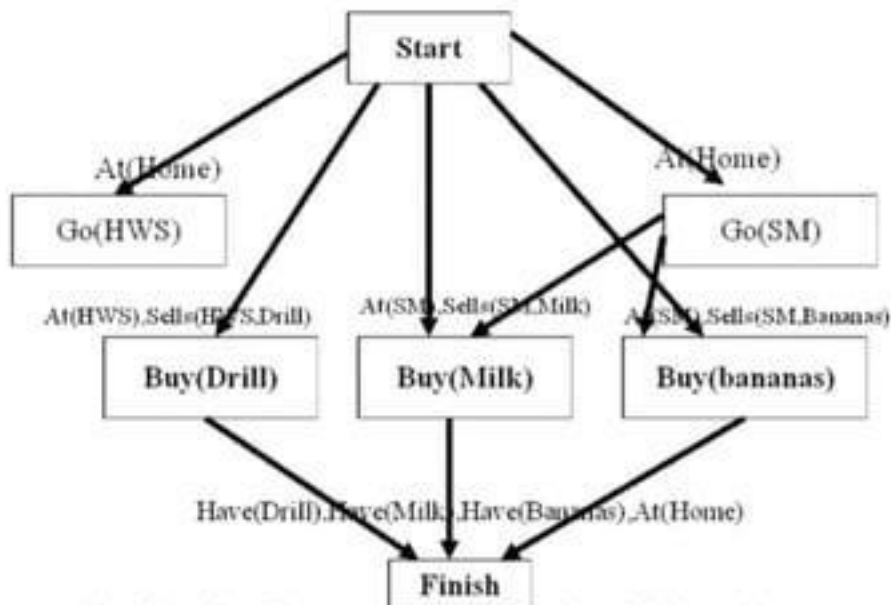 Start
At(Home)
At(Home)
Go(HWS)
Go(SM)
At(HWS),Sells(HWS,Drill)
At(SM),Sells(SM,Milk)
At(SM),Sells(SM,Bananas)
Buy(Drill)
Buy(Milk)
Buy(bananas)
Have(Drill),Have(Milk),Have(Bananas),At(Home)
Finish